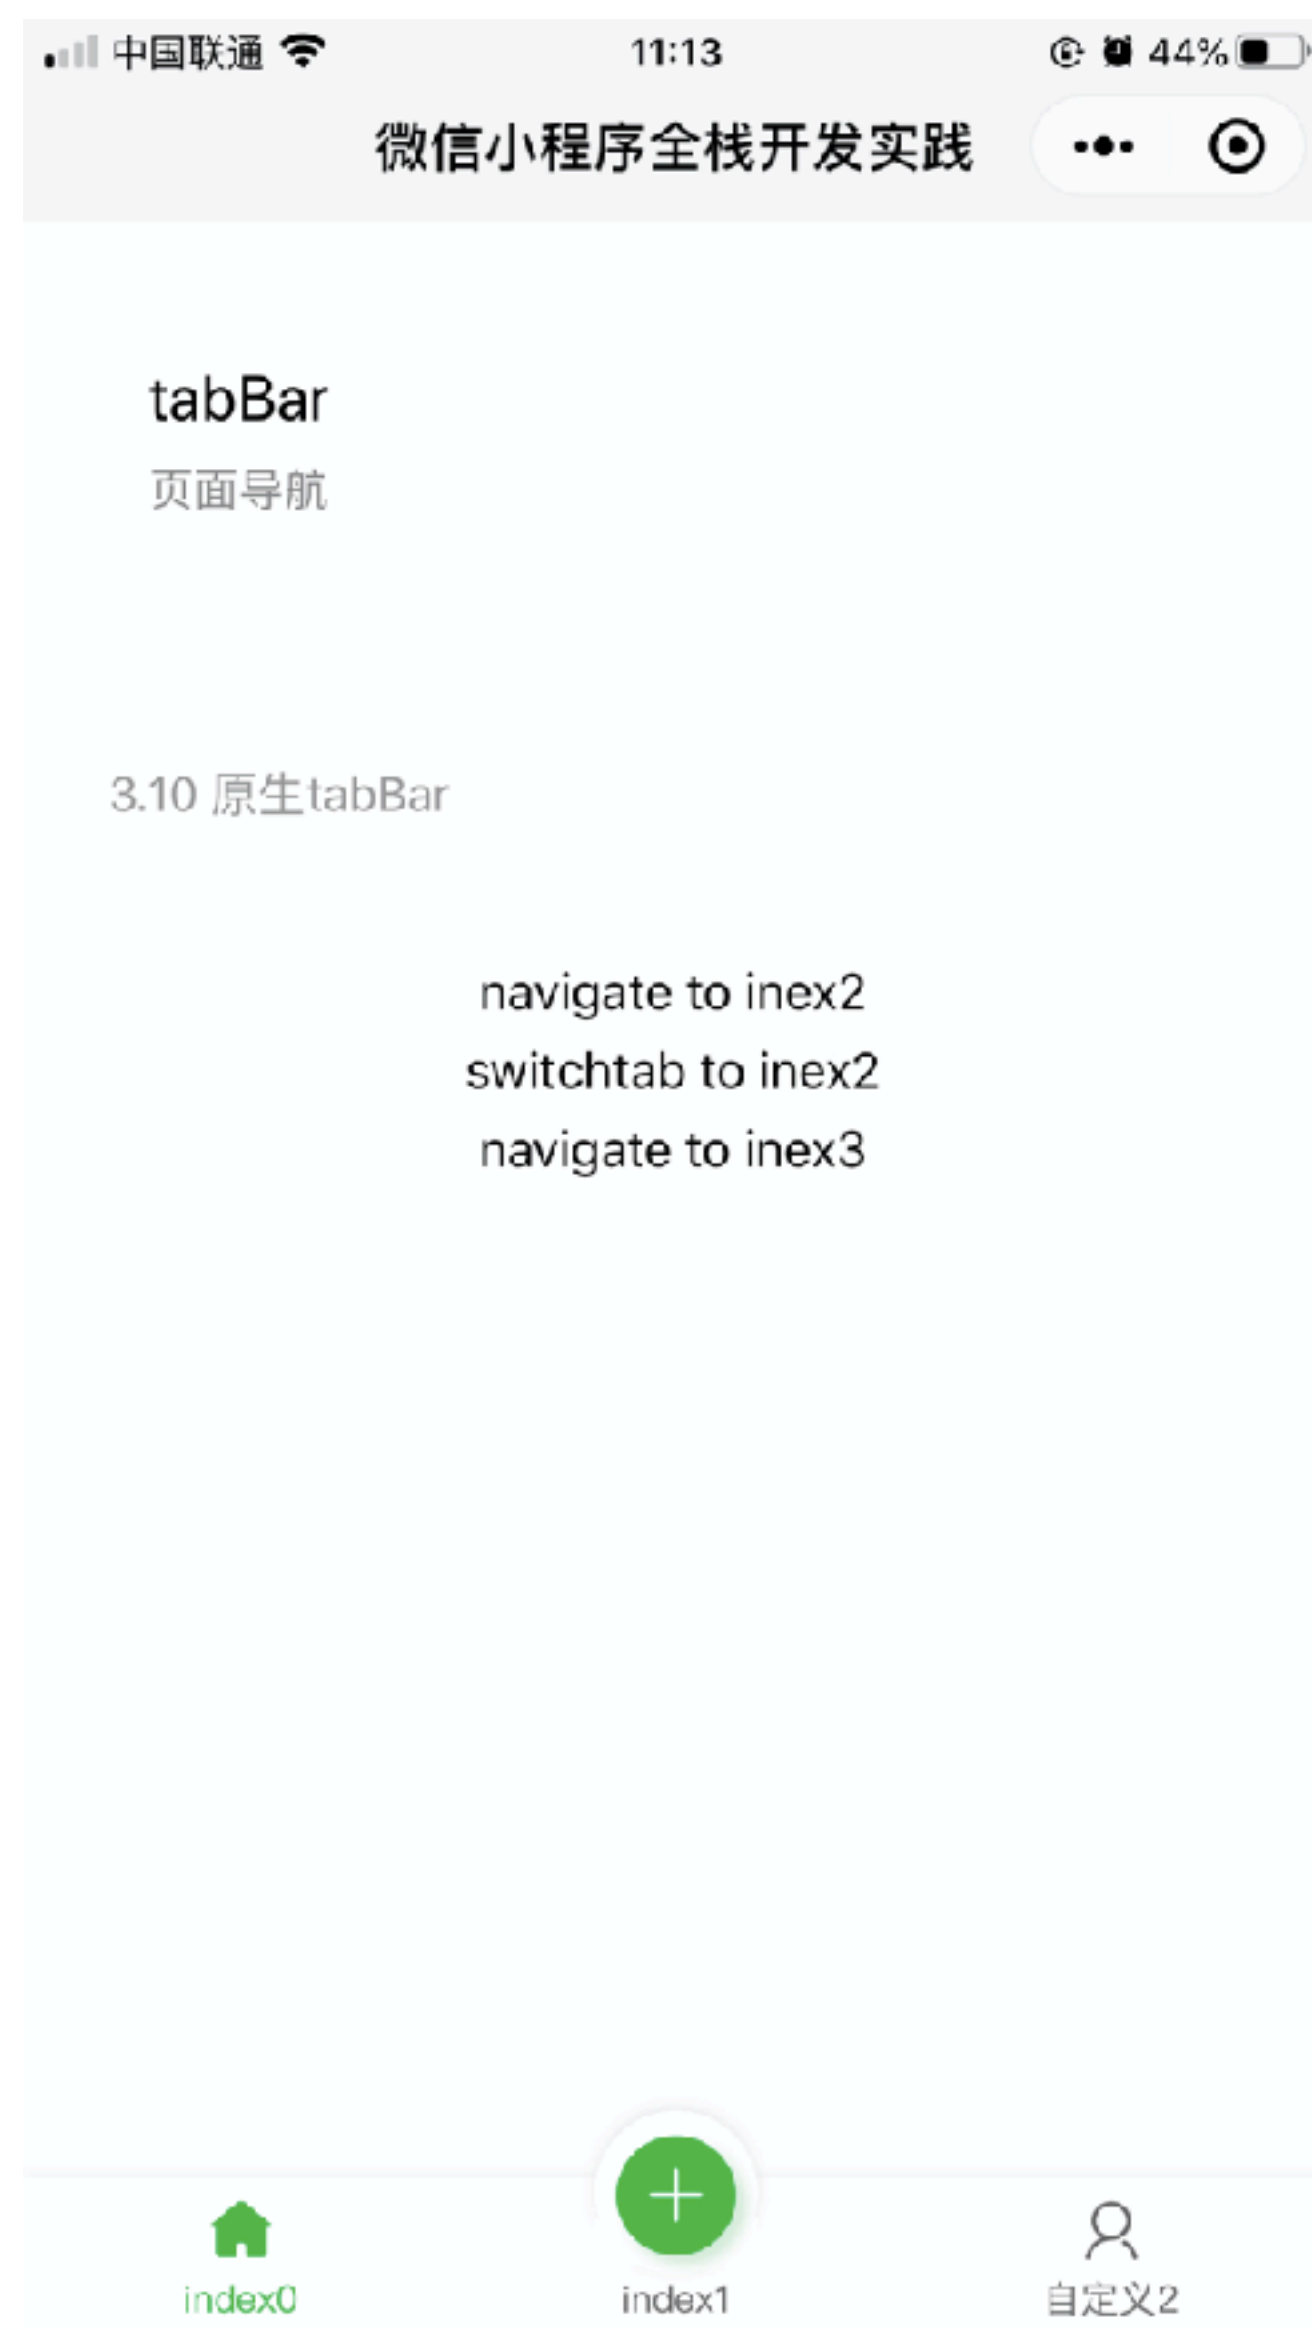 中国联通 11:13 44%
微信小程序全栈开发实践
tabBar
页面导航
3.10 原生tabBar
navigate to inex2
switchtab to inex2
navigate to inex3
index0 index1 自定义2